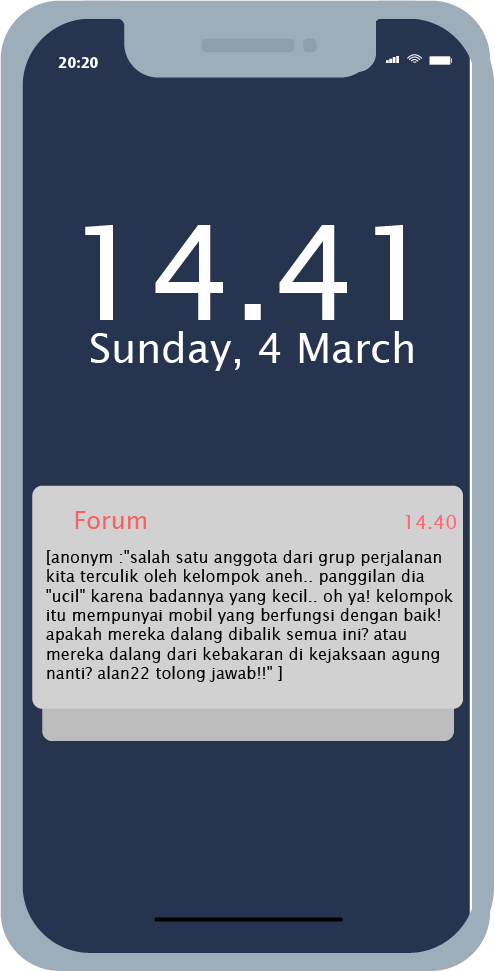 20:20
14.41
Sunday, 4 March
Forum 14.40
[anonym :"salah satu anggota dari grup perjalanan
kita terculik oleh kelompok aneh.. panggilan dia
"ucil" karena badannya yang kecil.. oh ya! kelompok
itu mempunyai mobil yang berfungsi dengan baik!
apakah mereka dalang dibalik semua ini? atau
mereka dalang dari kebakaran di kejaksaan agung
nanti? alan22 tolong jawab!!" ]